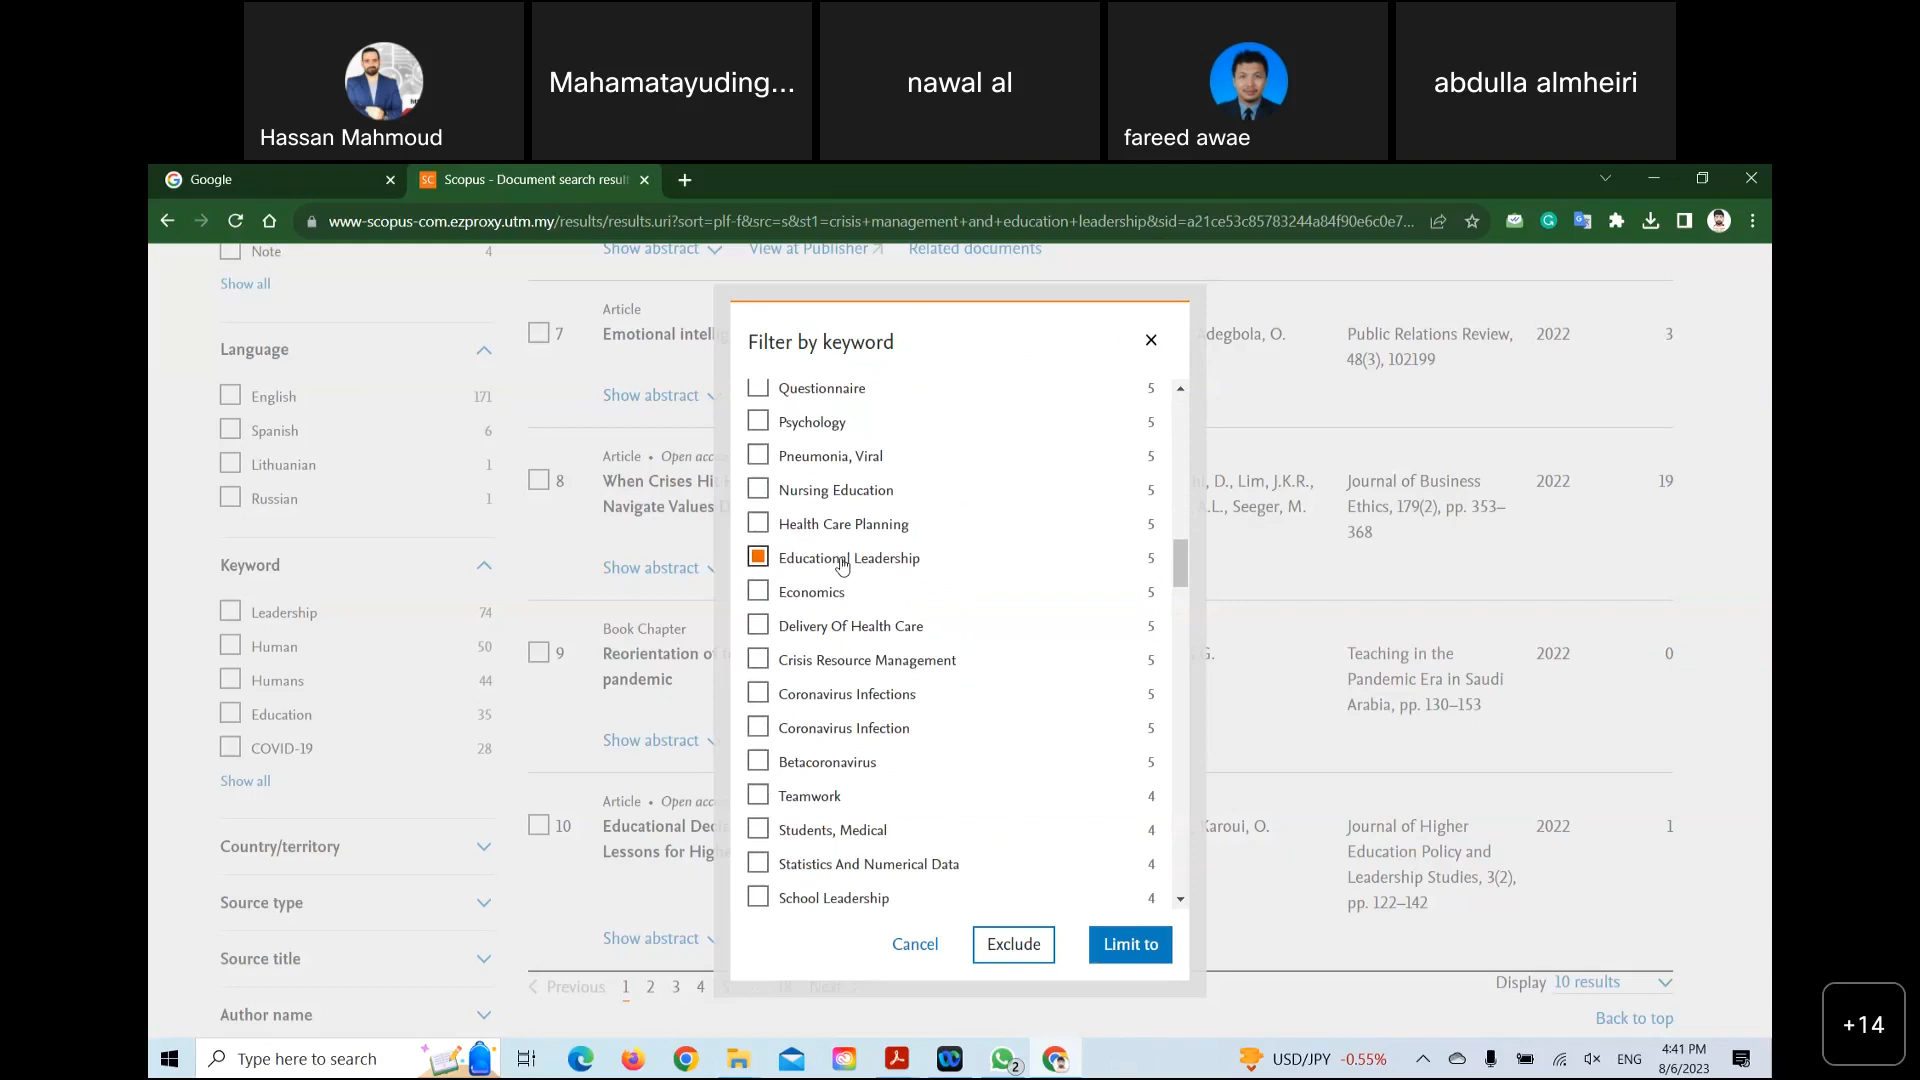 Hassan Mahmoud
Mahamatayuding...
nawal al
fareed awae
abdulla almheiri
Google
Scopus - Document search resul
www-scopus-com.ezproxy.utm.my/results/results.uri?sort=plf-f&src=s&st1=crisis+management+and+education+leadership&sid=a21ce53c85783244a84f90e6c0e7...
Note 4
Show all
Language
English 171
Spanish 6
Lithuanian 1
Russian 1
Keyword
Leadership 74
Human 50
Humans 44
Education 35
COVID-19 28
Show all
Country/territory
Source type
Source title
Author name
Show abstract View at Publisher Related documents
Article
7 Emotional intellig degbola, O. Public Relations Review, 2022 3
48(3), 102199
Show abstract
Article • Open acc
8 When Crises Hit D., Lim, J.K.R., Journal of Business 2022 19
Navigate Values Seeger, M. Ethics, 179(2), pp. 353–
368
Show abstract
Book Chapter
9 Reorientation of G. Teaching in the 2022 0
pandemic Pandemic Era in Saudi
Arabia, pp. 130–153
Show abstract
Article • Open acc
10 Educational Dec Karoui, O. Journal of Higher 2022 1
Lessons for High Education Policy and
Leadership Studies, 3(2),
pp. 122–142
Show abstract
Previous 1 2 3 4 18 Next
Display 10 results
Back to top
Filter by keyword
Questionnaire 5
Psychology 5
Pneumonia, Viral 5
Nursing Education 5
Health Care Planning 5
Educational Leadership 5
Economics 5
Delivery Of Health Care 5
Crisis Resource Management 5
Coronavirus Infections 5
Coronavirus Infection 5
Betacoronavirus 5
Teamwork 4
Students, Medical 4
Statistics And Numerical Data 4
School Leadership 4
Cancel Exclude Limit to
+14
Type here to search
2
USD/JPY -0.55%
ENG
4:41 PM
8/6/2023